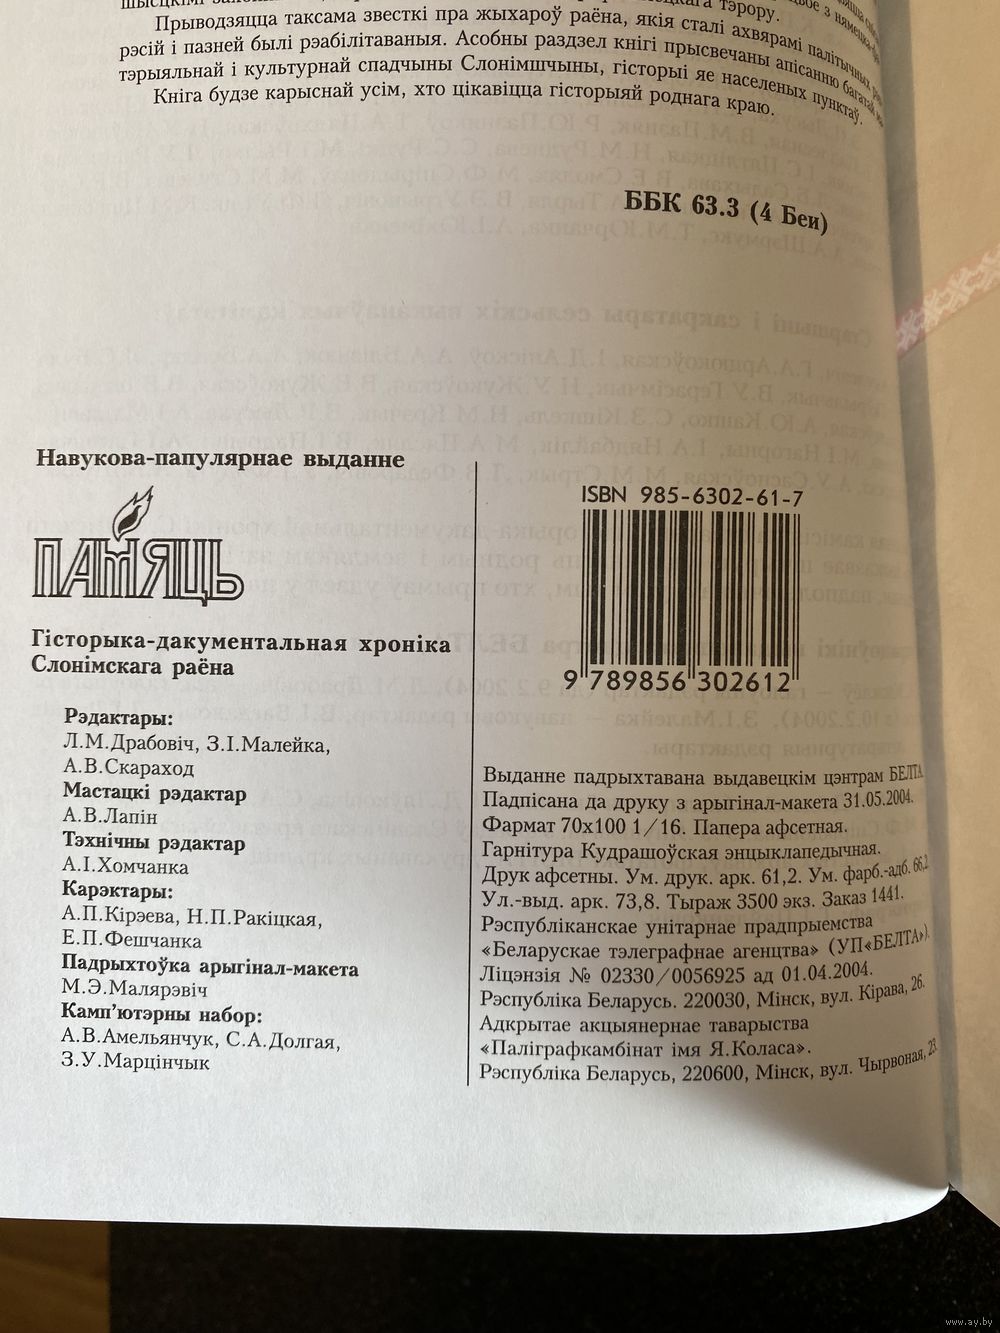 тэрору.
Прыводзяцца таксама звесткі пра жыхароў раёна, якія сталі ахвярамі палітычных
рэсій і пазней былі рэабілітаваныя. Асобны раздзел кнігі прысвечаны апісанню багатай
тэрыяльнай і культурнай спадчыны Слонімшчыны, гісторыі яе населеных пунктаў.
Кніга будзе карыснай усім, хто цікавіцца гісторыяй роднага краю.
ББК 63.3 (4 Беи)
Навукова-папулярнае выданне
ПАМЯЦЬ
Гісторыка-дакументальная хроніка
Слонімскага раёна
Рэдактары:
Л.М.Драбовіч, З.І.Малейка,
А.В.Скараход
Мастацкі рэдактар
А.В.Лапін
Тэхнічны рэдактар
А.І.Хомчанка
Карэктары:
А.П.Кірэева, Н.П.Ракіцкая,
Е.П.Фешчанка
Падрыхтоўка арыгінал-макета
М.Э.Малярэвіч
Камп'ютэрны набор:
А.В.Амельянчук, С.А.Долгая,
З.У.Марцінчык
ISBN 985-6302-61-7
9 789856 302612
Выданне падрыхтавана выдавецкім цэнтрам БЕЛТА
Падпісана да друку з арыгінал-макета 31.05.2004.
Фармат 70х100 1/16. Папера афсетная.
Гарнітура Кудрашоўская энцыклапедычная.
Друк афсетны. Ум. друк. арк. 61,2. Ум. фарб.-адб. 66,2
Ул.-выд. арк. 73,8. Тыраж 3500 экз. Заказ 1441.
Рэспубліканскае унітарнае прадпрыемства
«Беларускае тэлеграфнае агенцтва» (УП«БЕЛТА»).
Ліцэнзія № 02330/0056925 ад 01.04.2004.
Рэспубліка Беларусь. 220030, Мінск, вул. Кірава, 26.
Адкрытае акцыянернае таварыства
«Паліграфкамбінат імя Я.Коласа».
Рэспубліка Беларусь, 220600, Мінск, вул. Чырвоная, 23.
www.ay.by